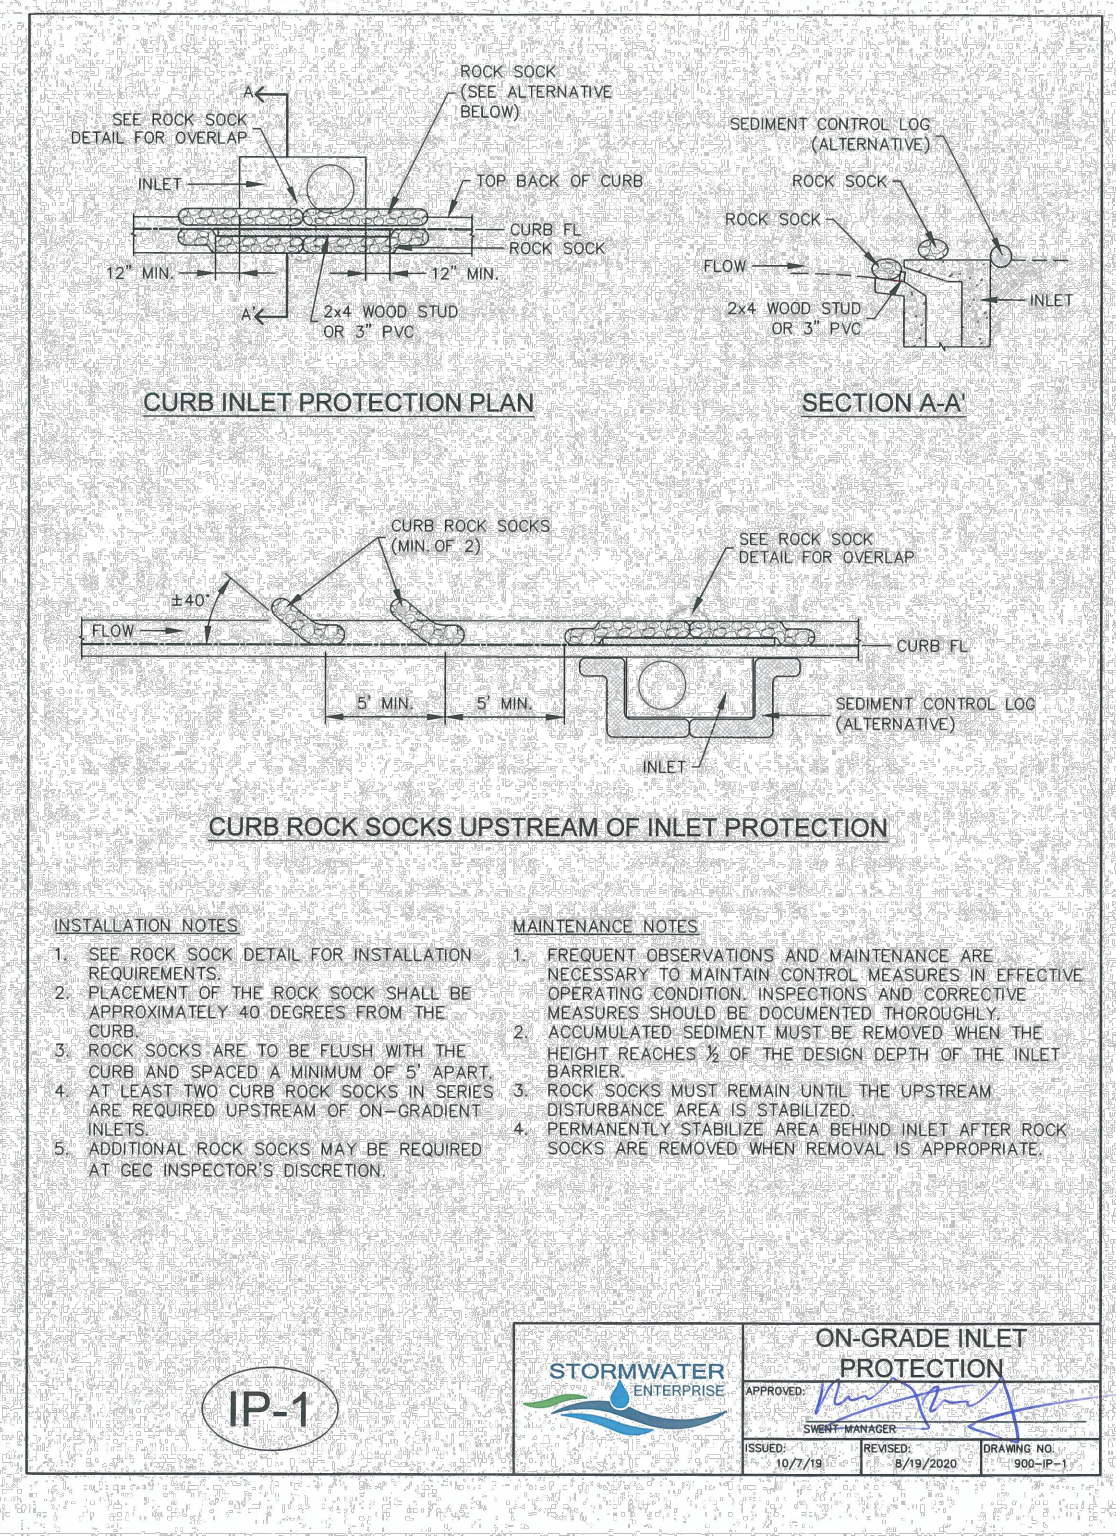 ROCK SOCK
(SEE ALTERNATIVE
BELOW)
A
SEE ROCK SOCK
DETAIL FOR OVERLAP
INLET
TOP BACK OF CURB
CURB FL
ROCK SOCK
12" MIN.
12" MIN.
A'
2x4 WOOD STUD
OR 3" PVC
CURB INLET PROTECTION PLAN
SEDIMENT CONTROL LOG
(ALTERNATIVE)
ROCK SOCK
ROCK SOCK
FLOW
INLET
2x4 WOOD STUD
OR 3" PVC
SECTION A-A'
CURB ROCK SOCKS
(MIN. OF 2)
SEE ROCK SOCK
DETAIL FOR OVERLAP
±40°
FLOW
CURB FL
5' MIN.
5' MIN.
SEDIMENT CONTROL LOG
(ALTERNATIVE)
INLET
CURB ROCK SOCKS UPSTREAM OF INLET PROTECTION
INSTALLATION NOTES
1. SEE ROCK SOCK DETAIL FOR INSTALLATION
REQUIREMENTS.
2. PLACEMENT OF THE ROCK SOCK SHALL BE
APPROXIMATELY 40 DEGREES FROM THE
CURB.
3. ROCK SOCKS ARE TO BE FLUSH WITH THE
CURB AND SPACED A MINIMUM OF 5' APART.
4. AT LEAST TWO CURB ROCK SOCKS IN SERIES
ARE REQUIRED UPSTREAM OF ON-GRADIENT
INLETS.
5. ADDITIONAL ROCK SOCKS MAY BE REQUIRED
AT GEC INSPECTOR'S DISCRETION.
MAINTENANCE NOTES
1. FREQUENT OBSERVATIONS AND MAINTENANCE ARE
NECESSARY TO MAINTAIN CONTROL MEASURES IN EFFECTIVE
OPERATING CONDITION. INSPECTIONS AND CORRECTIVE
MEASURES SHOULD BE DOCUMENTED THOROUGHLY.
2. ACCUMULATED SEDIMENT MUST BE REMOVED WHEN THE
HEIGHT REACHES ½ OF THE DESIGN DEPTH OF THE INLET
BARRIER.
3. ROCK SOCKS MUST REMAIN UNTIL THE UPSTREAM
DISTURBANCE AREA IS STABILIZED.
4. PERMANENTLY STABILIZE AREA BEHIND INLET AFTER ROCK
SOCKS ARE REMOVED WHEN REMOVAL IS APPROPRIATE.
IP-1
STORMWATER
ENTERPRISE
ON-GRADE INLET
PROTECTION
APPROVED:
SWENT MANAGER
ISSUED:
10/7/19
REVISED:
8/19/2020
DRAWING NO.
900-IP-1